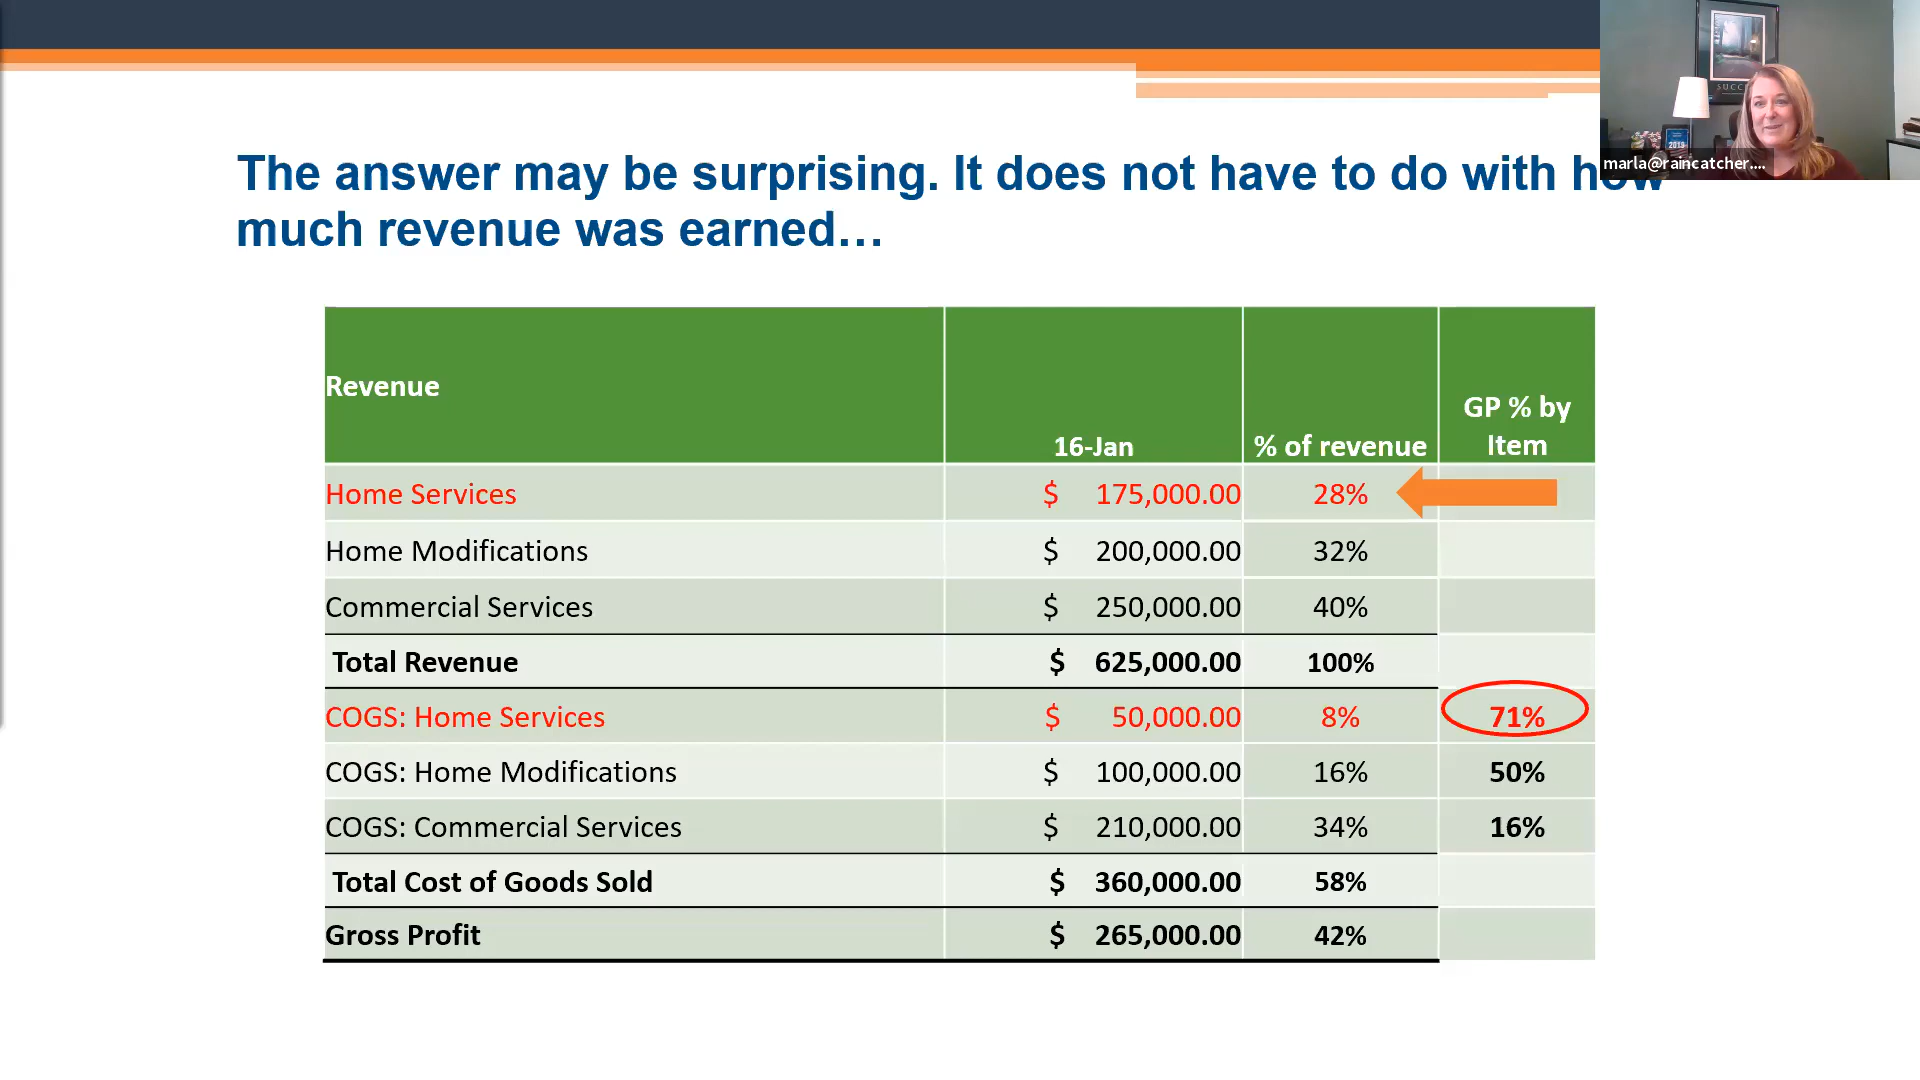 SUCC
2013
marla@raincatcher....
The answer may be surprising. It does not have to do with how
much revenue was earned…
Revenue 16-Jan % of revenue GP % by Item
Home Services $ 175,000.00 28%
Home Modifications $ 200,000.00 32%
Commercial Services $ 250,000.00 40%
Total Revenue $ 625,000.00 100%
COGS: Home Services $ 50,000.00 8% 71%
COGS: Home Modifications $ 100,000.00 16% 50%
COGS: Commercial Services $ 210,000.00 34% 16%
Total Cost of Goods Sold $ 360,000.00 58%
Gross Profit $ 265,000.00 42%